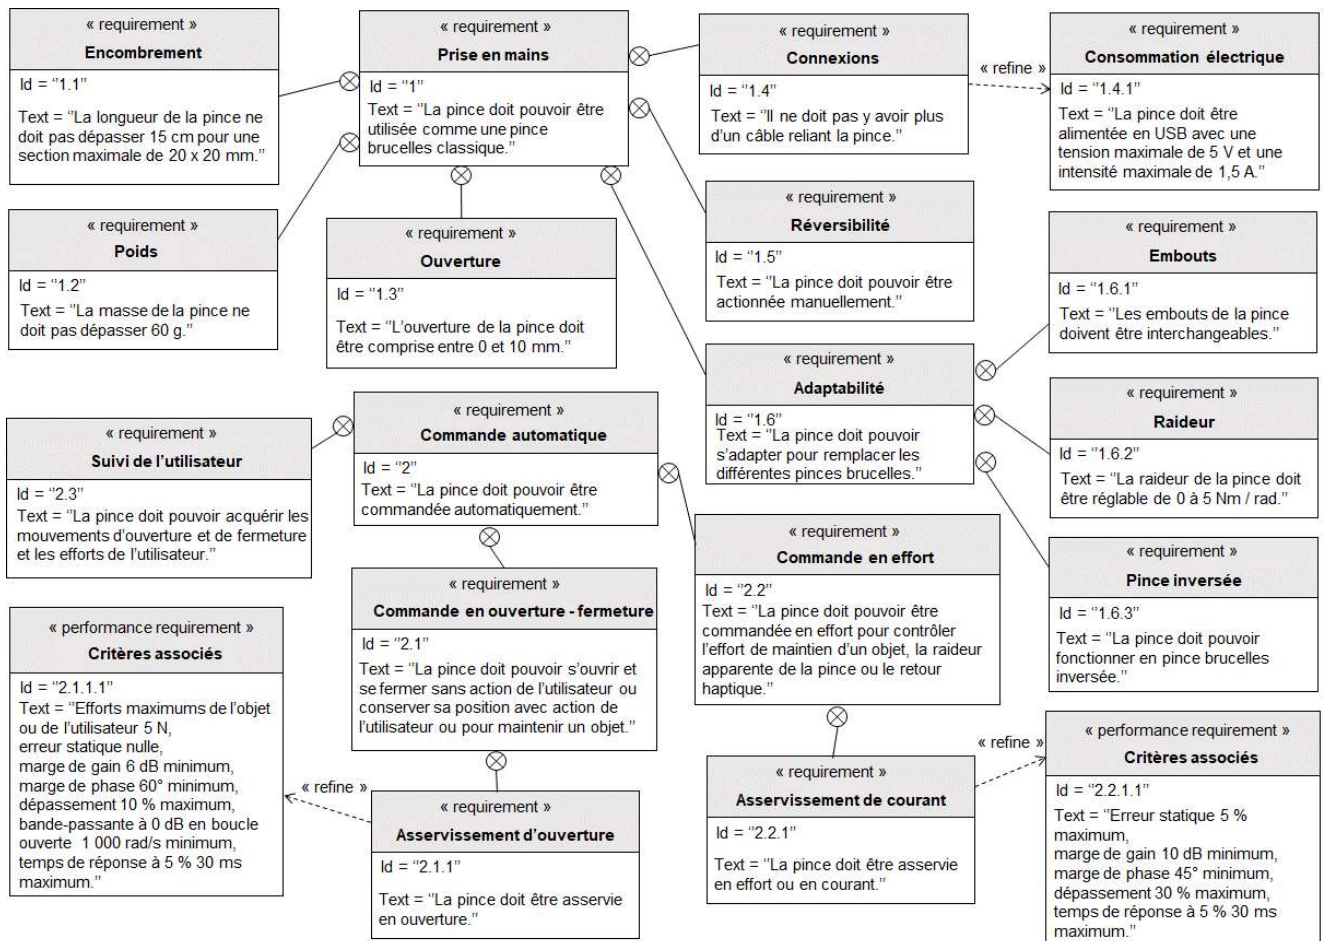 « requirement »
Encombrement
Id = ‘‘1.1’’
Text = ‘‘La longueur de la pince ne
doit pas dépasser 15 cm pour une
section maximale de 20 x 20 mm.’’
« requirement »
Prise en mains
Id = ‘‘1’’
Text = ‘‘La pince doit pouvoir être
utilisée comme une pince
brucelles classique.’’
« requirement »
Connexions
Id = ‘‘1.4’’
Text = ‘‘Il ne doit pas y avoir plus
d’un câble reliant la pince.’’
« refine »
« requirement »
Consommation électrique
Id = ‘‘1.4.1’’
Text = ‘‘La pince doit être
alimentée en USB avec une
tension maximale de 5 V et une
intensité maximale de 1,5 A.’’
« requirement »
Poids
Id = ‘‘1.2’’
Text = ‘‘La masse de la pince ne
doit pas dépasser 60 g.’’
« requirement »
Ouverture
Id = ‘‘1.3’’
Text = ‘‘L’ouverture de la pince doit
être comprise entre 0 et 10 mm.’’
« requirement »
Réversibilité
Id = ‘‘1.5’’
Text = ‘‘La pince doit pouvoir être
actionnée manuellement.’’
« requirement »
Embouts
Id = ‘‘1.6.1’’
Text = ‘‘Les embouts de la pince
doivent être interchangeables.’’
« requirement »
Adaptabilité
Id = ‘‘1.6’’
Text = ‘‘La pince doit pouvoir
s’adapter pour remplacer les
différentes pinces brucelles.’’
« requirement »
Raideur
Id = ‘‘1.6.2’’
Text = ‘‘La raideur de la pince doit
être réglable de 0 à 5 Nm / rad.’’
« requirement »
Suivi de l’utilisateur
Id = ‘‘2.3’’
Text = ‘‘La pince doit pouvoir acquérir les
mouvements d’ouverture et de fermeture
et les efforts de l’utilisateur.’’
« requirement »
Commande automatique
Id = ‘‘2’’
Text = ‘‘La pince doit pouvoir être
commandée automatiquement.’’
« requirement »
Commande en effort
Id = ‘‘2.2’’
Text = ‘‘La pince doit pouvoir être
commandée en effort pour contrôler
l’effort de maintien d’un objet, la raideur
apparente de la pince ou le retour
haptique.’’
« requirement »
Pince inversée
Id = ‘‘1.6.3’’
Text = ‘‘La pince doit pouvoir
fonctionner en pince brucelles
inversée.’’
« requirement »
Commande en ouverture - fermeture
Id = ‘‘2.1’’
Text = ‘‘La pince doit pouvoir s’ouvrir et
se fermer sans action de l’utilisateur ou
conserver sa position avec action de
l’utilisateur ou pour maintenir un objet.’’
« performance requirement »
Critères associés
Id = ‘‘2.1.1.1’’
Text = ‘‘Efforts maximums de l’objet
ou de l’utilisateur 5 N,
erreur statique nulle,
marge de gain 6 dB minimum,
marge de phase 60° minimum,
dépassement 10 % maximum,
bande-passante à 0 dB en boucle
ouverte 1 000 rad/s minimum,
temps de réponse à 5 % 30 ms
maximum.’’
« refine »
« requirement »
Asservissement d’ouverture
Id = ‘‘2.1.1’’
Text = ‘‘La pince doit être asservie
en ouverture.’’
« requirement »
Asservissement de courant
Id = ‘‘2.2.1’’
Text = ‘‘La pince doit être asservie
en effort ou en courant.’’
« refine »
« performance requirement »
Critères associés
Id = ‘‘2.2.1.1’’
Text = ‘‘Erreur statique 5 %
maximum,
marge de gain 10 dB minimum,
marge de phase 45° minimum,
dépassement 30 % maximum,
temps de réponse à 5 % 30 ms
maximum.’’